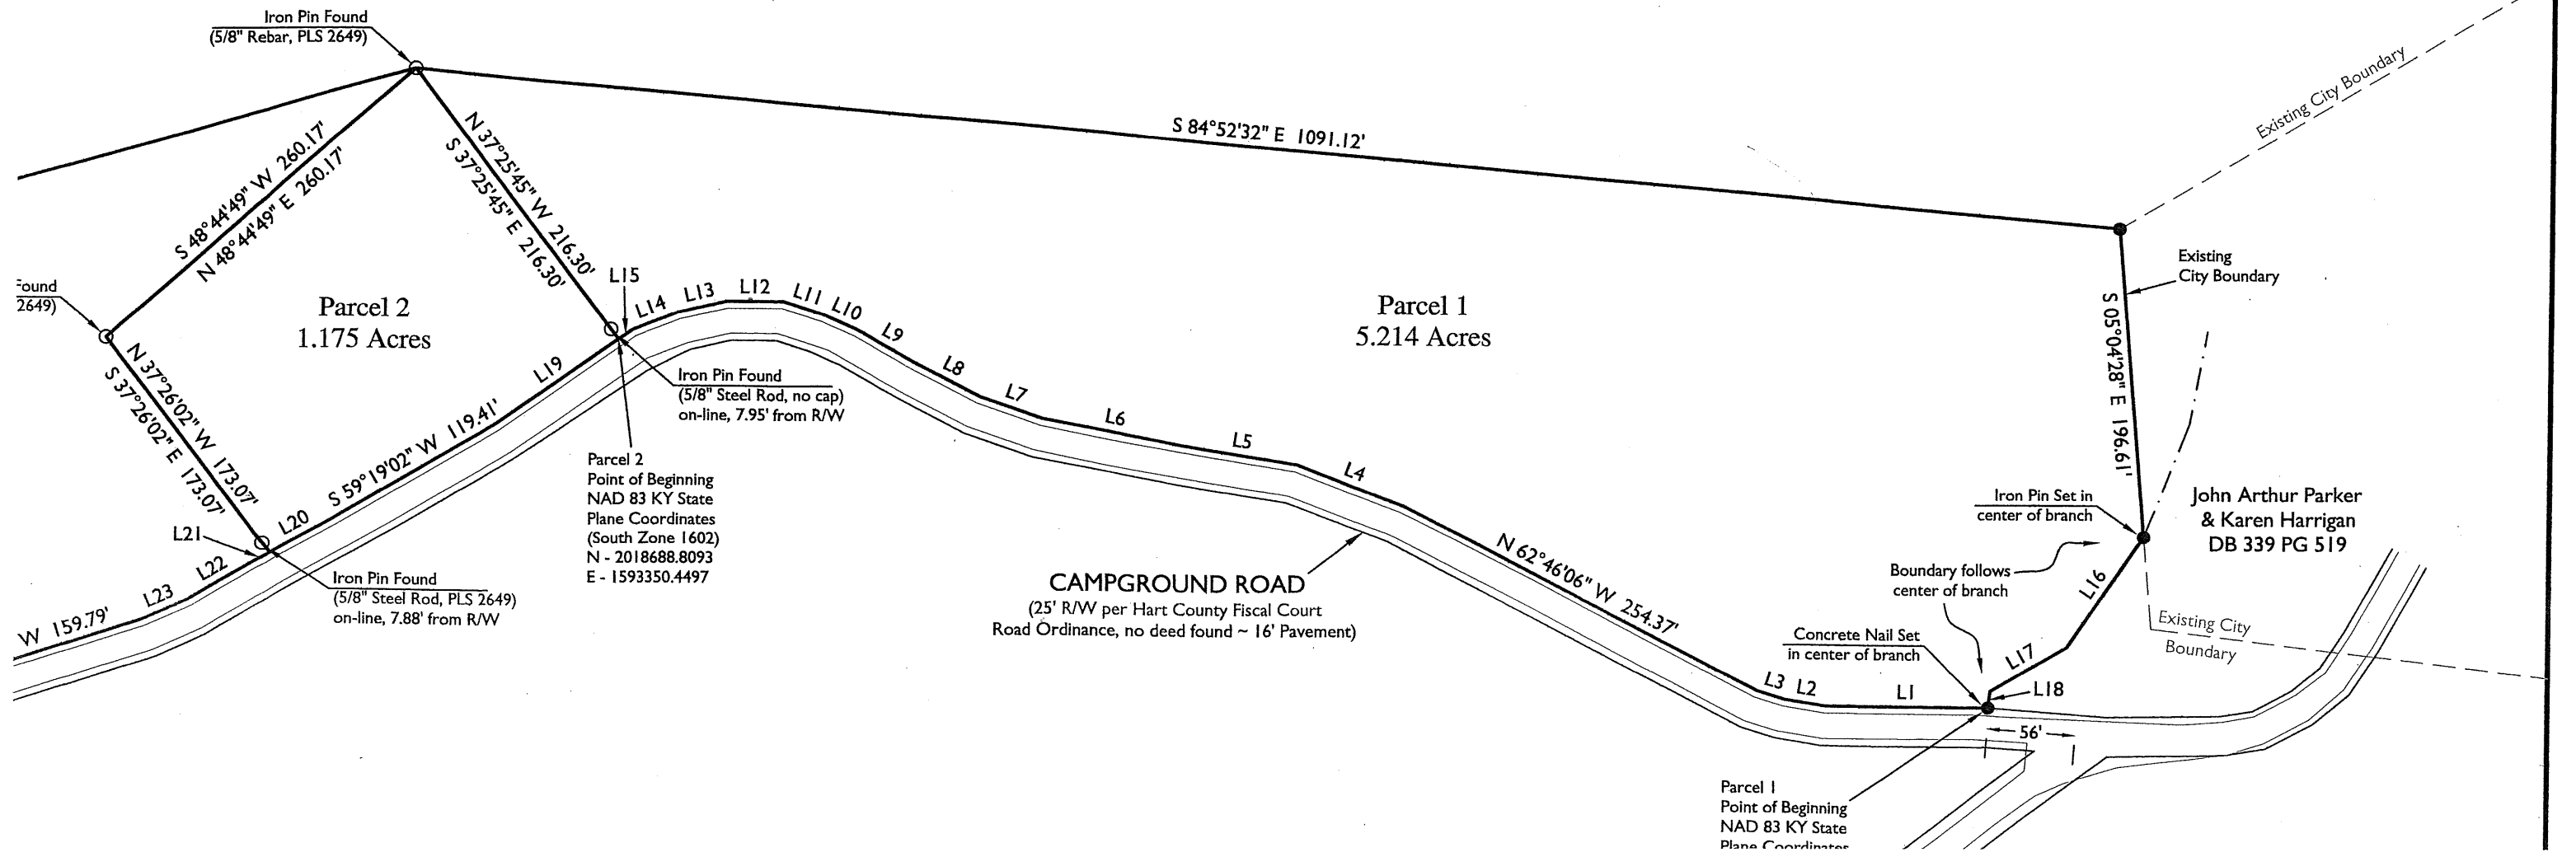 Iron Pin Found
(5/8" Rebar, PLS 2649)
Existing City Boundary
S 84°52'32" E 1091.12'
N 37°25'45" W 216.30'
S 37°25'45" E 216.30'
S 48°44'49" W 260.17'
N 48°44'49" E 260.17'
Existing
City Boundary
Found
2649)
Parcel 2
1.175 Acres
L15
L14
L13
L12
L11
L10
L9
L8
L7
L6
L5
L4
Parcel 1
5.214 Acres
S 05°04'28" E 196.61'
N 37°26'02" W 173.07'
S 37°26'02" E 173.07'
L19
Iron Pin Found
(5/8" Steel Rod, no cap)
on-line, 7.95' from R/W
S 59°19'02" W 119.41'
Parcel 2
Point of Beginning
NAD 83 KY State
Plane Coordinates
(South Zone 1602)
N - 2018688.8093
E - 1593350.4497
L20
L21
L22
L23
W 159.79'
Iron Pin Found
(5/8" Steel Rod, PLS 2649)
on-line, 7.88' from R/W
Iron Pin Set in
center of branch
John Arthur Parker
& Karen Harrigan
DB 339 PG 519
N 62°46'06" W 254.37'
CAMPGROUND ROAD
(25' R/W per Hart County Fiscal Court
Road Ordinance, no deed found ~ 16' Pavement)
Boundary follows
center of branch
L16
Existing City
Boundary
Concrete Nail Set
in center of branch
L17
L18
L3
L2
L1
56'
Parcel 1
Point of Beginning
NAD 83 KY State
Plane Coordinates